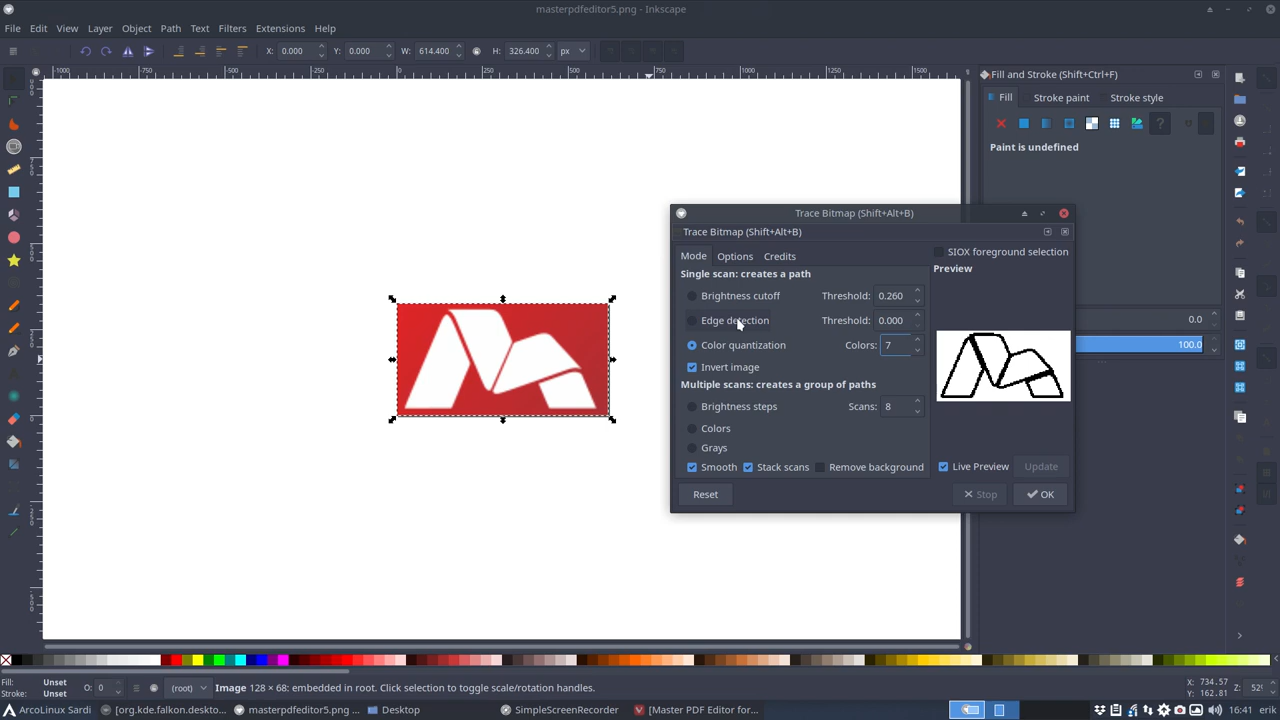 masterpdfeditor5.png - Inkscape
File Edit View Layer Object Path Text Filters Extensions Help
X: 0.000 Y: 0.000 W: 614.400 H: 326.400 px
Fill and Stroke (Shift+Ctrl+F)
Fill Stroke paint Stroke style
Paint is undefined
0.0
100.0
Trace Bitmap (Shift+Alt+B)
Trace Bitmap (Shift+Alt+B)
Mode Options Credits
SIOX foreground selection
Preview
Single scan: creates a path
Brightness cutoff Threshold: 0.260
Edge detection Threshold: 0.000
Color quantization Colors: 7
Invert image
Multiple scans: creates a group of paths
Brightness steps Scans: 8
Colors
Grays
Smooth Stack scans Remove background
Live Preview Update
Reset Stop OK
Fill: Unset
Stroke: Unset
O: 0
(root)
Image 128 × 68: embedded in root. Click selection to toggle scale/rotation handles.
X: 734.57
Y: 162.81
Z: 52
ArcoLinux Sardi [org.kde.falkon.deskto... masterpdfeditor5.png ... Desktop SimpleScreenRecorder [Master PDF Editor for... 16:41 erik